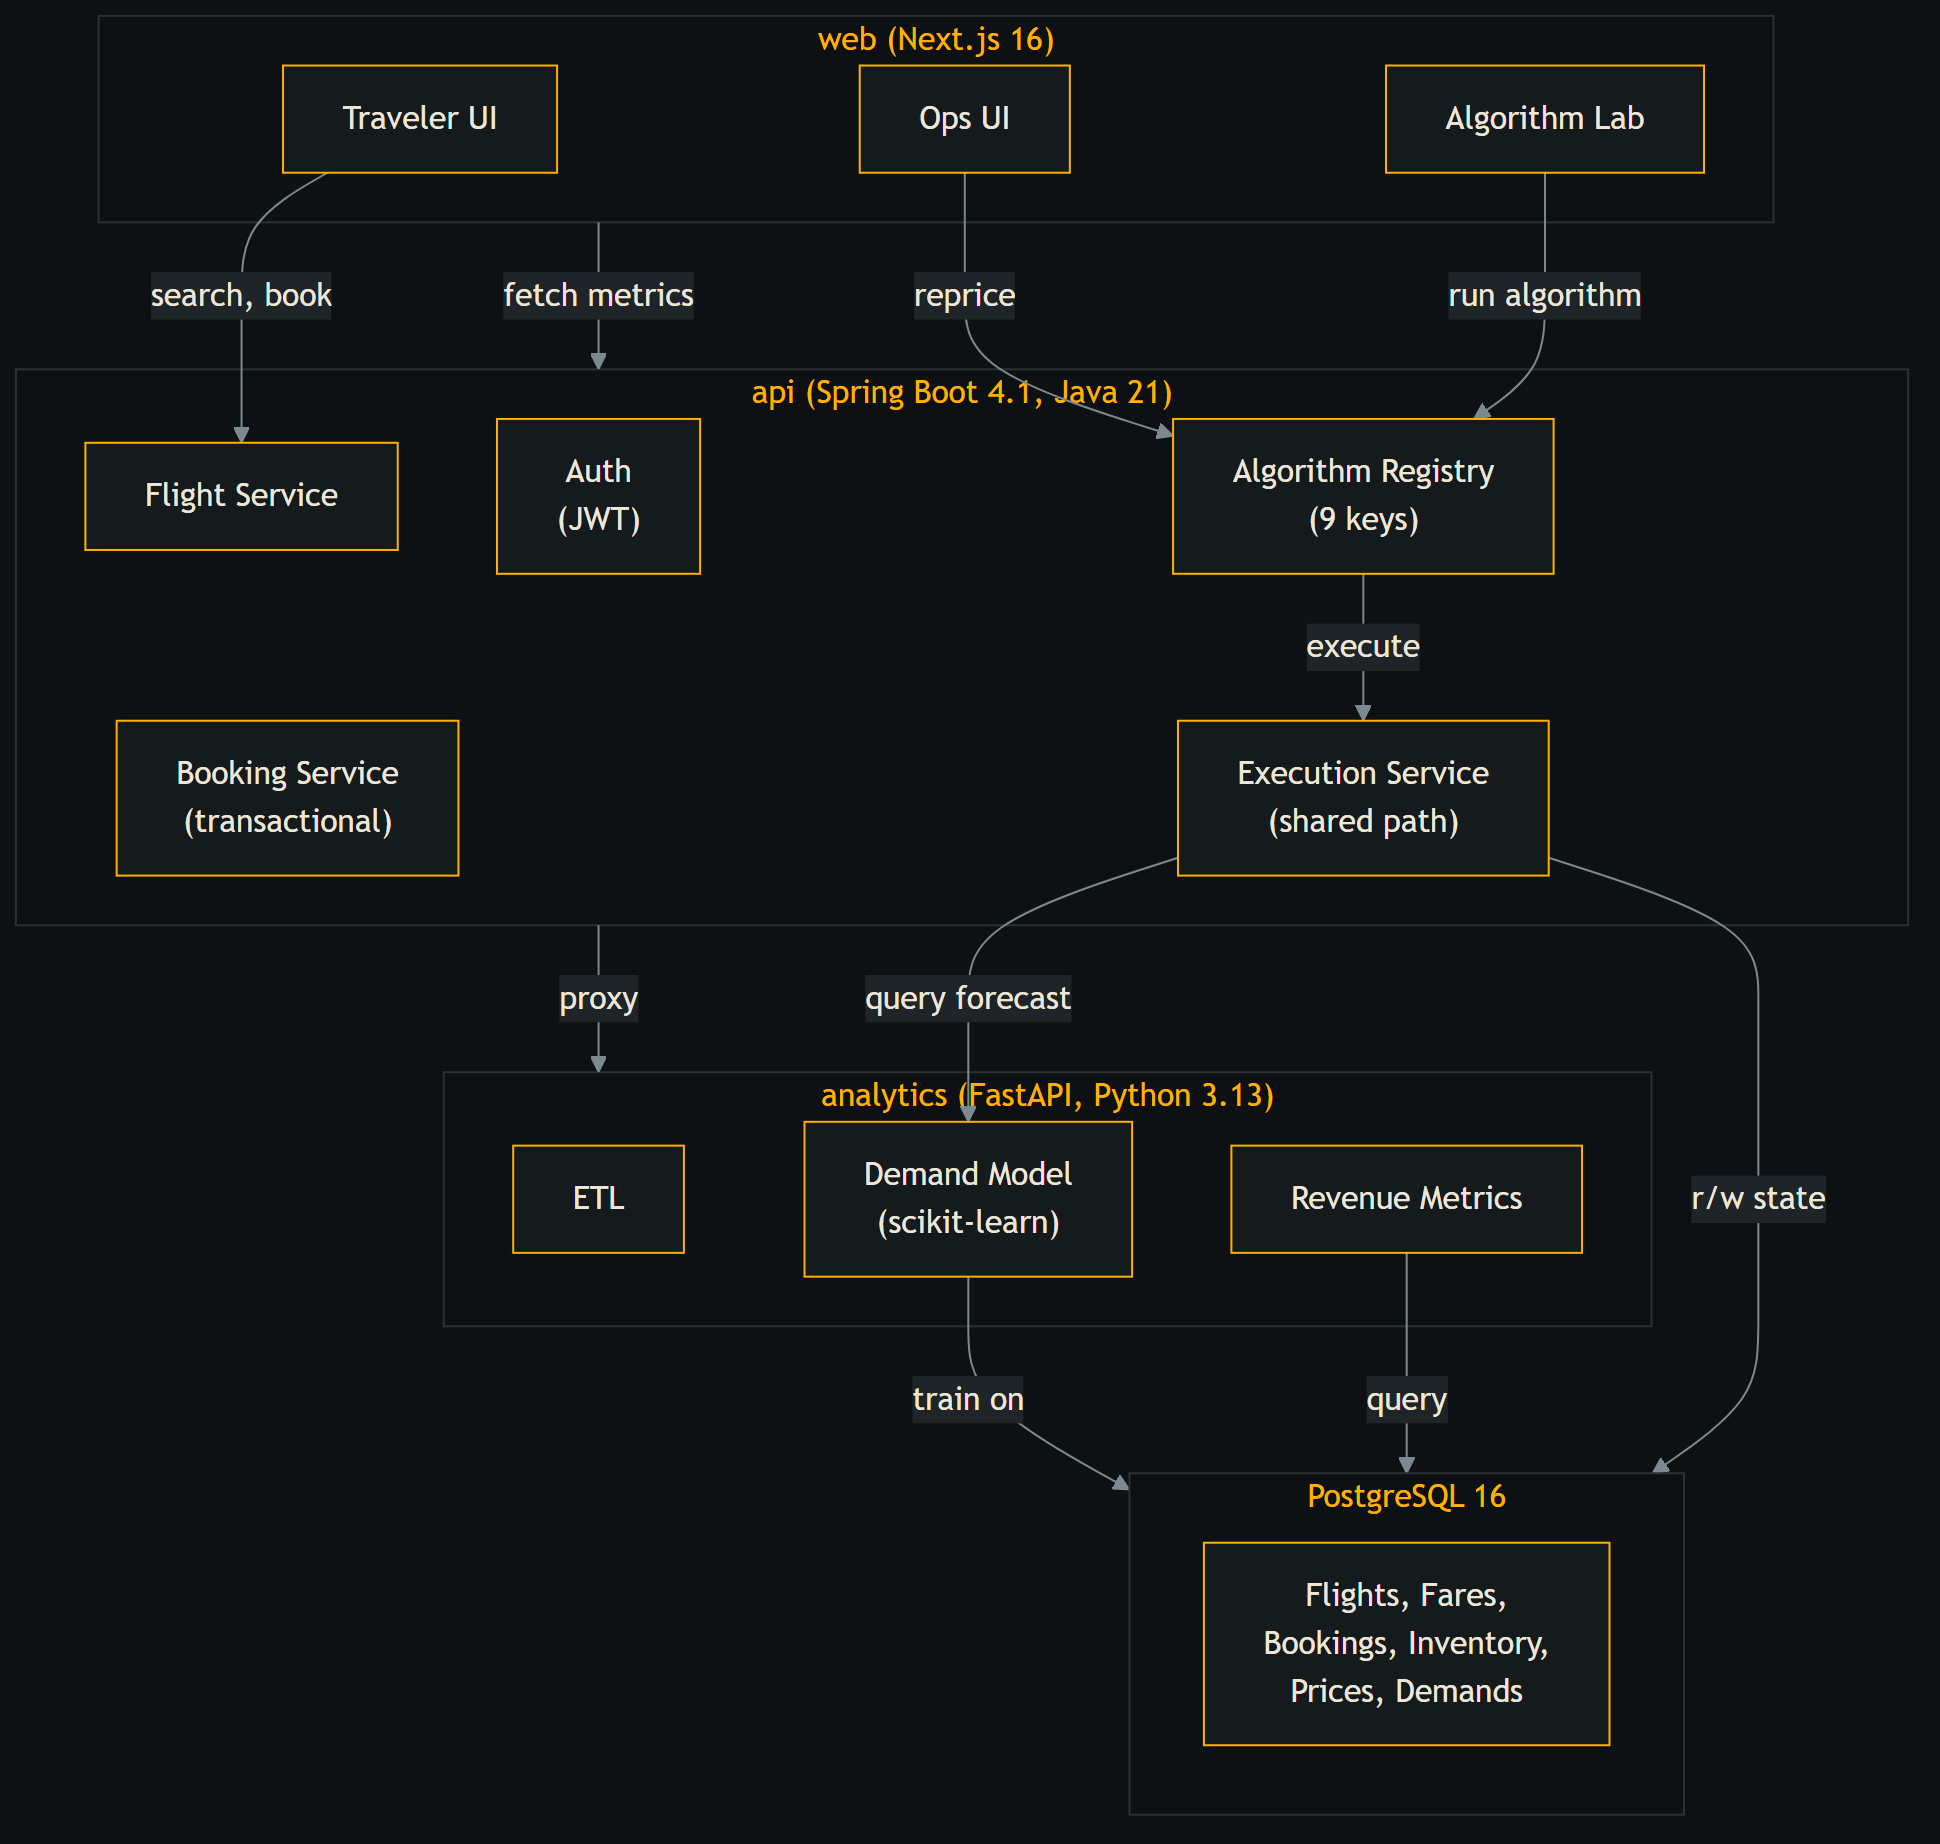 web (Next.js 16)
Traveler UI
Ops UI
Algorithm Lab
search, book
fetch metrics
reprice
run algorithm
api (Spring Boot 4.1, Java 21)
Flight Service
Auth
(JWT)
Algorithm Registry
(9 keys)
execute
Booking Service
(transactional)
Execution Service
(shared path)
proxy
query forecast
analytics (FastAPI, Python 3.13)
ETL
Demand Model
(scikit-learn)
Revenue Metrics
r/w state
train on
query
PostgreSQL 16
Flights, Fares,
Bookings, Inventory,
Prices, Demands